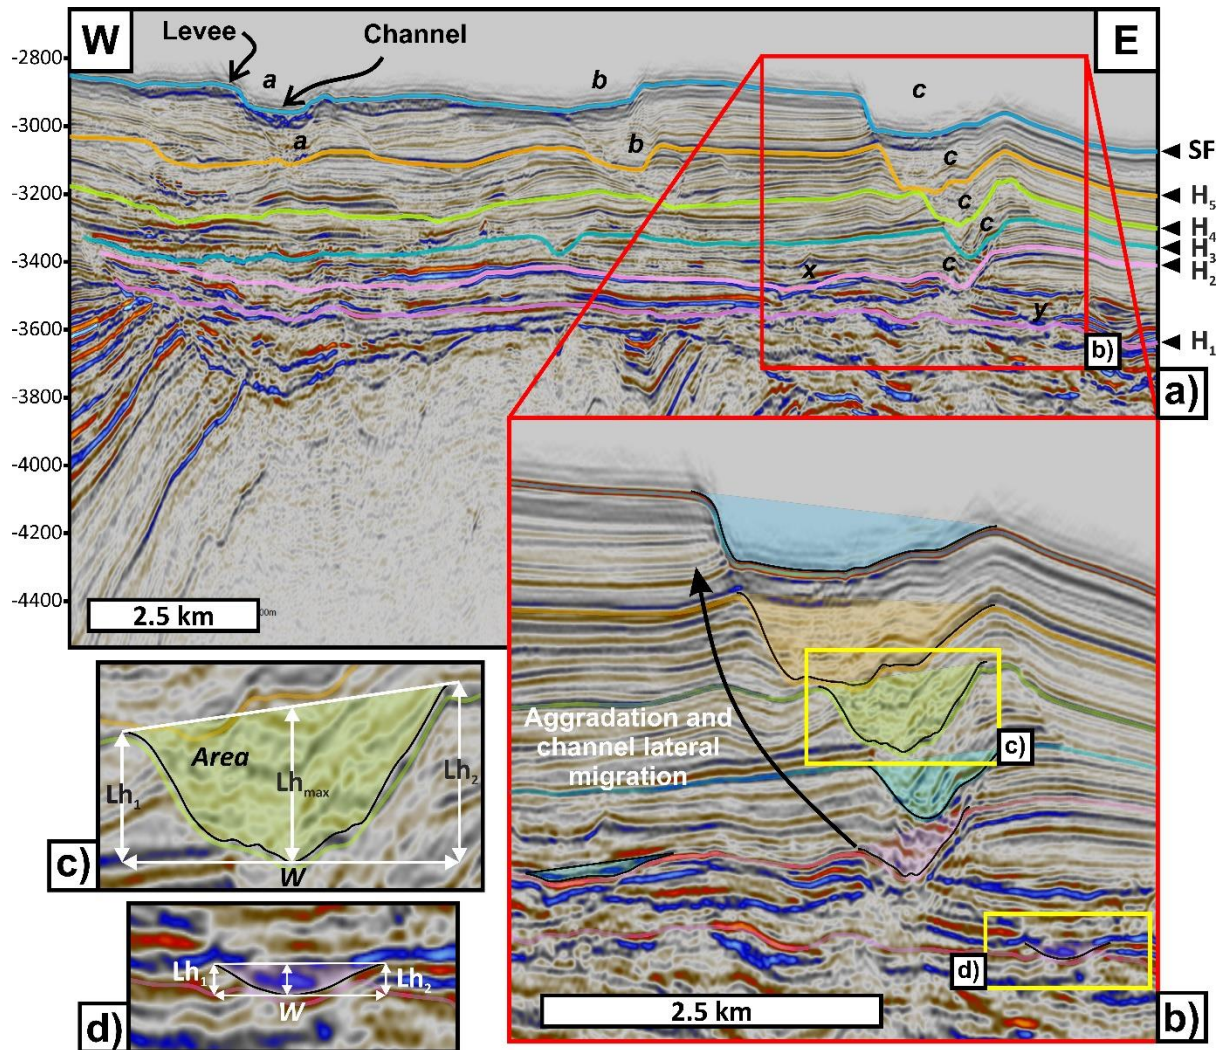 W
E
Levee
Channel
-2800
-3000
-3200
-3400
-3600
-3800
-4000
-4200
-4400
a
b
c
a
b
c
c
c
c
x
y
SF
H5
H4
H3
H2
H1
b)
a)
2.5 km
00m
Aggradation and
channel lateral
migration
c)
d)
2.5 km
b)
Area
Lh1
Lhmax
Lh2
W
c)
Lh1
Lh2
W
d)